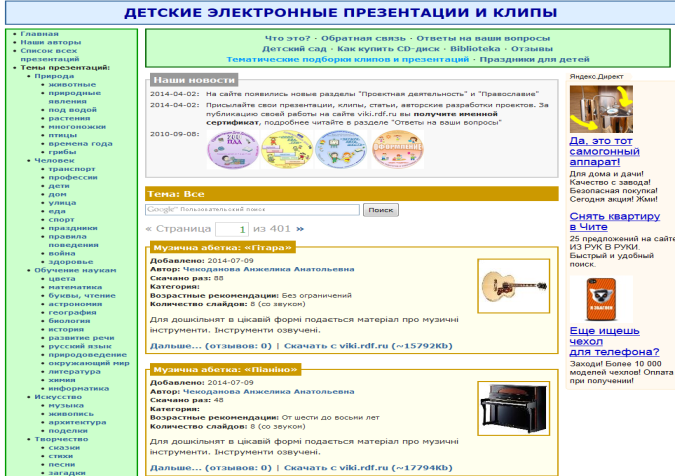 ДЕТСКИЕ ЭЛЕКТРОННЫЕ ПРЕЗЕНТАЦИИ И КЛИПЫ
Главная
Наши авторы
Список всех
презентаций
Темы презентаций:
Природа
животные
природные
явления
под водой
растения
многоножки
птицы
времена года
грибы
Человек
транспорт
профессии
дети
дом
улица
еда
спорт
праздники
правила
поведения
война
здоровье
Обучение наукам
цвета
математика
буквы, чтение
астрономия
география
биология
история
развитие речи
русский язык
природоведение
окружающий мир
литература
химия
информатика
Искусство
музыка
живопись
архитектура
поделки
Творчество
сказки
стихи
песни
загадки
Что это? · Обратная связь · Ответы на ваши вопросы
Детский сад · Как купить CD-диск · Biblioteka · Отзывы
Тематические подборки клипов и презентаций · Праздники для детей
Наши новости
2014-04-02: На сайте появились новые разделы "Проектная деятельность" и "Православие"
2014-04-02: Присылайте свои презентации, клипы, статьи, авторские разработки проектов. За
публикацию своей работы на сайте viki.rdf.ru вы получите именной
сертификат, подробнее читайте в разделе "Ответы на ваши вопросы"
2010-09-08:
Тема: Все
Google™ Пользовательский поиск Поиск
« Страница 1 из 401 »
Музична абетка: «Гітара»
Добавлено: 2014-07-09
Автор: Чекоданова Анжелика Анатольевна
Скачано раз: 88
Категория:
Возрастные рекомендации: Без ограничений
Количество слайдов: 8 (со звуком)
Для дошкільнят в цікавій формі подається матеріал про музичні
інструменти. Інструменти озвучені.
Дальше... (отзывов: 0) | Скачать с viki.rdf.ru (~15792Kb)
Музична абетка: «Піаніно»
Добавлено: 2014-07-09
Автор: Чекоданова Анжелика Анатольевна
Скачано раз: 48
Категория:
Возрастные рекомендации: От шести до восьми лет
Количество слайдов: 8 (со звуком)
Для дошкільнят в цікавій формі подається матеріал про музичні
інструменти. Інструменти озвучені.
Дальше... (отзывов: 0) | Скачать с viki.rdf.ru (~17794Kb)
Яндекс.Директ
Да, это тот
самогонный
аппарат!
Для дома и дачи!
Качество с завода!
Безопасная покупка!
Сегодня акция! Жми!
Снять квартиру
в Чите
25 предложений на сайте
ИЗ РУК В РУКИ.
Быстрый и удобный
поиск.
Еще ищешь
чехол
для телефона?
Заходи! Более 10 000
моделей чехлов! Оплата
при получении!